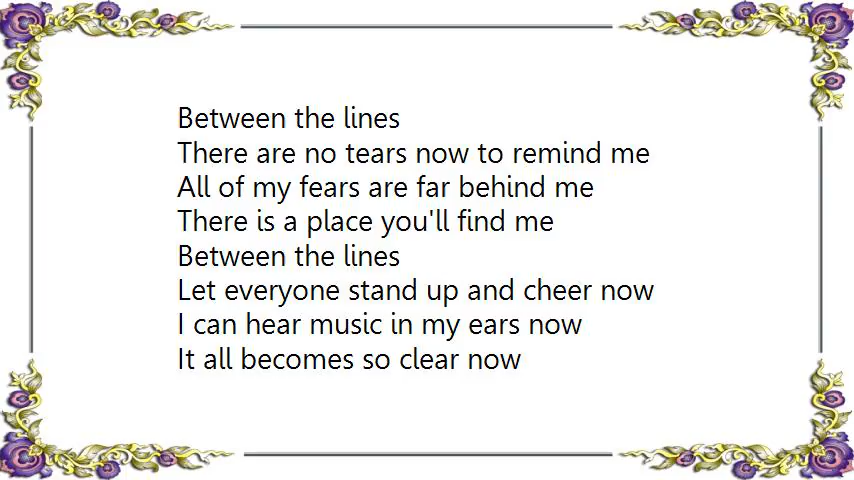 Between the lines
There are no tears now to remind me
All of my fears are far behind me
There is a place you'll find me
Between the lines
Let everyone stand up and cheer now
I can hear music in my ears now
It all becomes so clear now